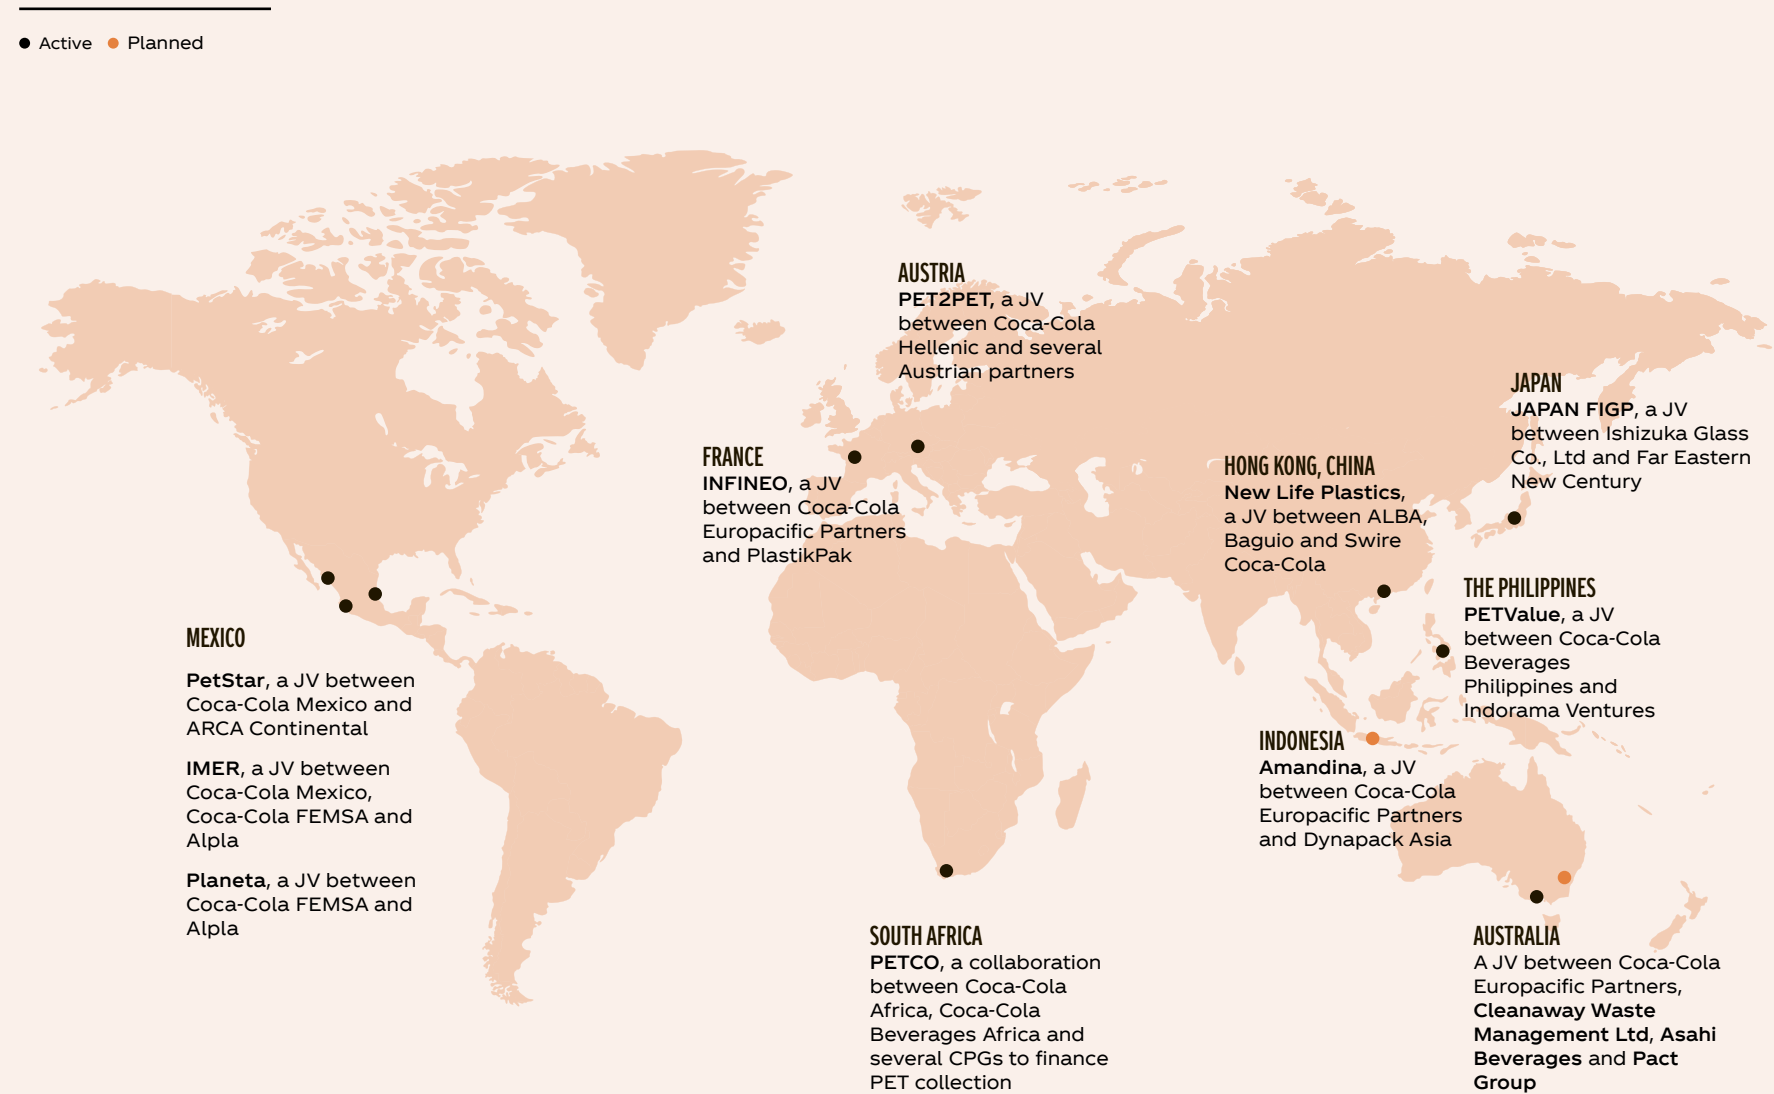 Active
Planned
AUSTRIA
PET2PET, a JV
between Coca-Cola
Hellenic and several
Austrian partners
JAPAN
JAPAN FIGP, a JV
between Ishizuka Glass
Co., Ltd and Far Eastern
New Century
FRANCE
INFINEO, a JV
between Coca-Cola
Europacific Partners
and PlastikPak
HONG KONG, CHINA
New Life Plastics,
a JV between ALBA,
Baguio and Swire
Coca-Cola
THE PHILIPPINES
PETValue, a JV
between Coca-Cola
Beverages
Philippines and
Indorama Ventures
MEXICO
PetStar, a JV between
Coca-Cola Mexico and
ARCA Continental
IMER, a JV between
Coca-Cola Mexico,
Coca-Cola FEMSA and
Alpla
Planeta, a JV between
Coca-Cola FEMSA and
Alpla
INDONESIA
Amandina, a JV
between Coca-Cola
Europacific Partners
and Dynapack Asia
SOUTH AFRICA
PETCO, a collaboration
between Coca-Cola
Africa, Coca-Cola
Beverages Africa and
several CPGs to finance
PET collection
AUSTRALIA
A JV between Coca-Cola
Europacific Partners,
Cleanaway Waste
Management Ltd, Asahi
Beverages and Pact
Group